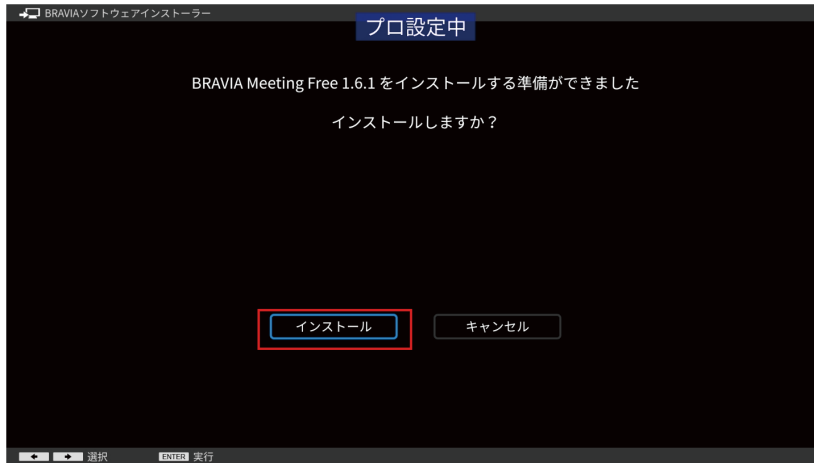 BRAVIAソフトウェアインストーラー
プロ設定中
BRAVIA Meeting Free 1.6.1 をインストールする準備ができました
インストールしますか？
インストール キャンセル
選択 ENTER 実行